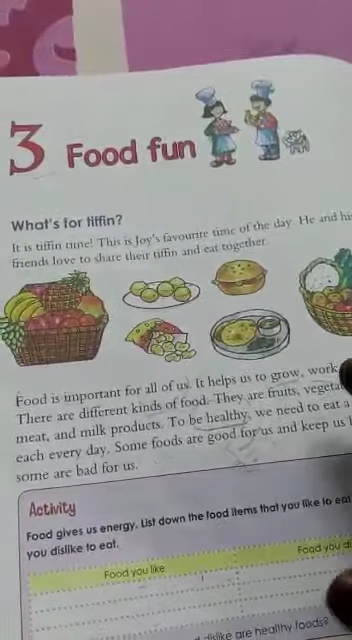 3 Food fun
What's for tiffin?
It is tiffin time! This is Joy's favourite time of the day. He and his
friends love to share their tiffin and eat together.
Food is important for all of us. It helps us to grow, work
There are different kinds of food. They are fruits,
meat, and milk products. To be healthy, we need to eat a
each every day. Some foods are good for us and keep us
some are bad for us.
Activity
Food gives us energy. List down the food items that you like to eat
you dislike to eat.
Food you like
Food you
dislike are healthy foods?